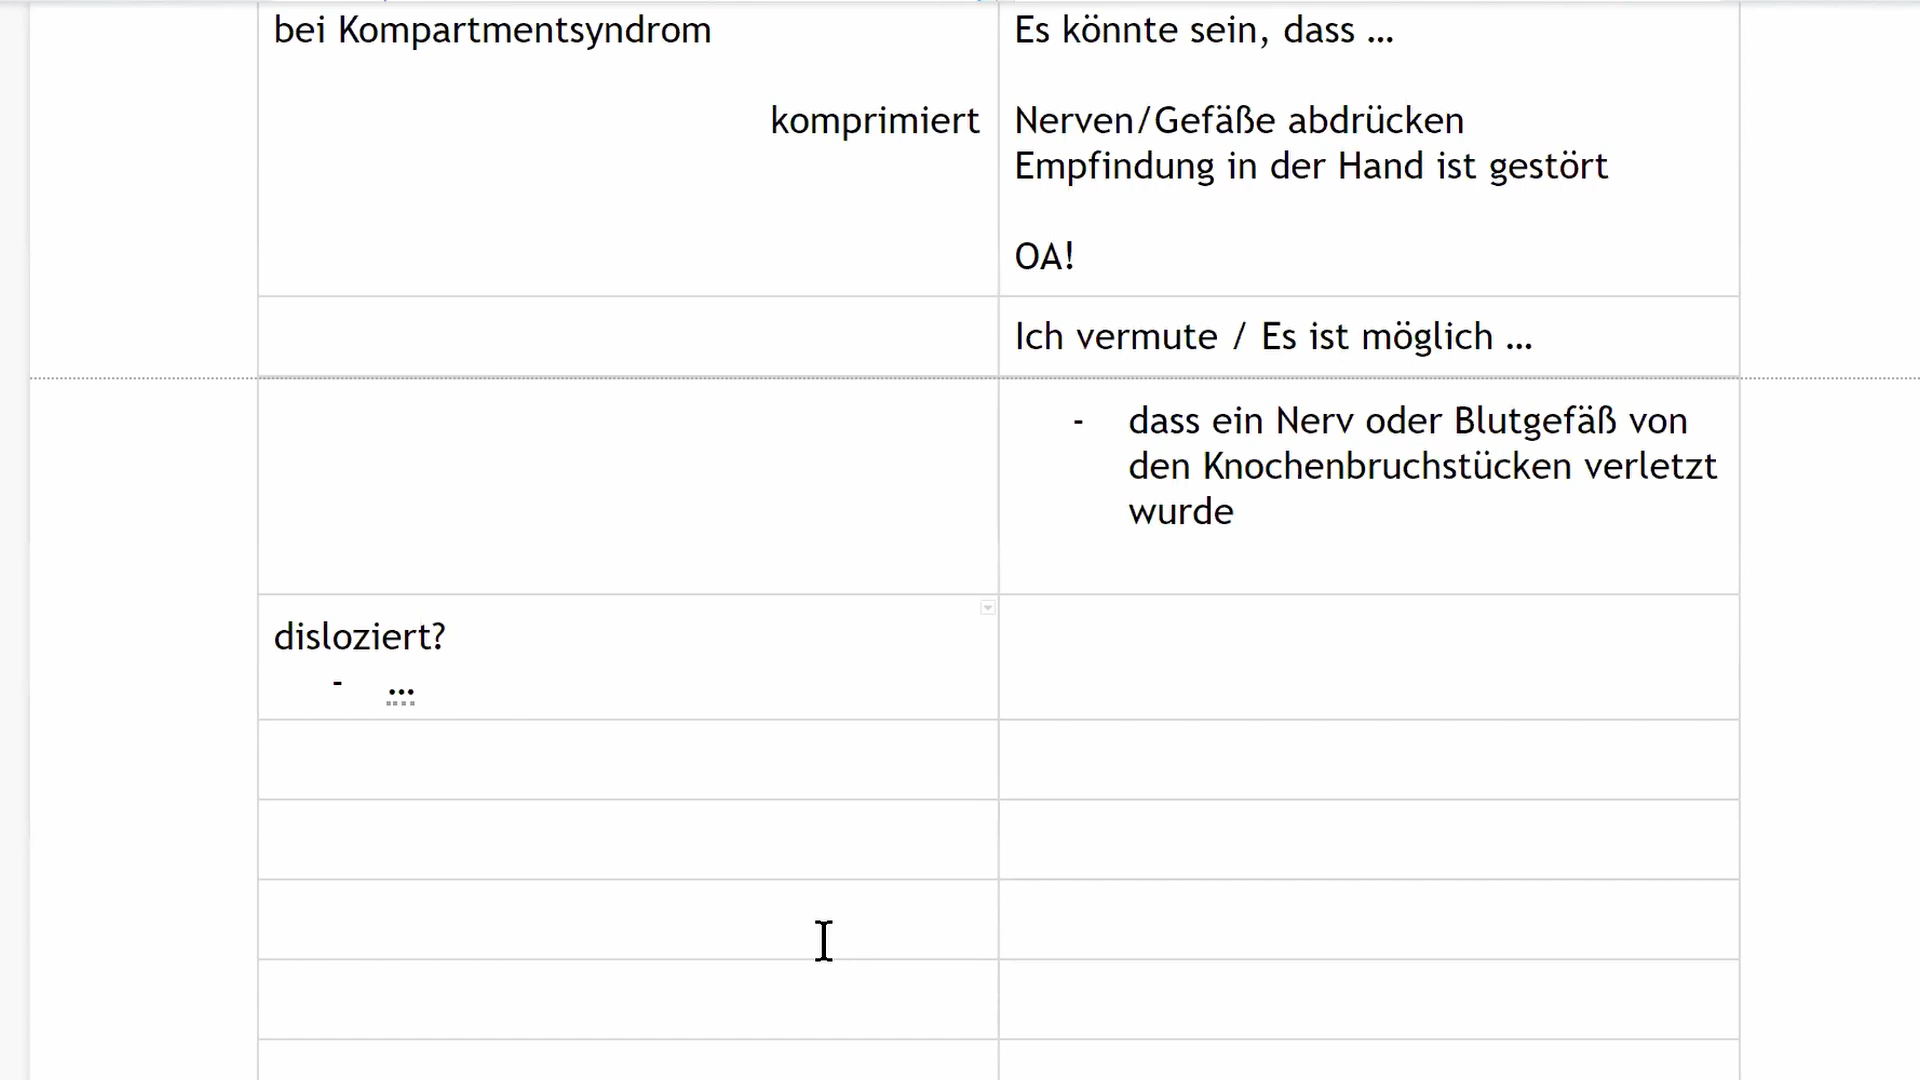 bei Kompartmentsyndrom
Es könnte sein, dass ...
komprimiert
Nerven/Gefäße abdrücken
Empfindung in der Hand ist gestört
OA!
Ich vermute / Es ist möglich ...
- dass ein Nerv oder Blutgefäß von
den Knochenbruchstücken verletzt
wurde
disloziert?
- ...